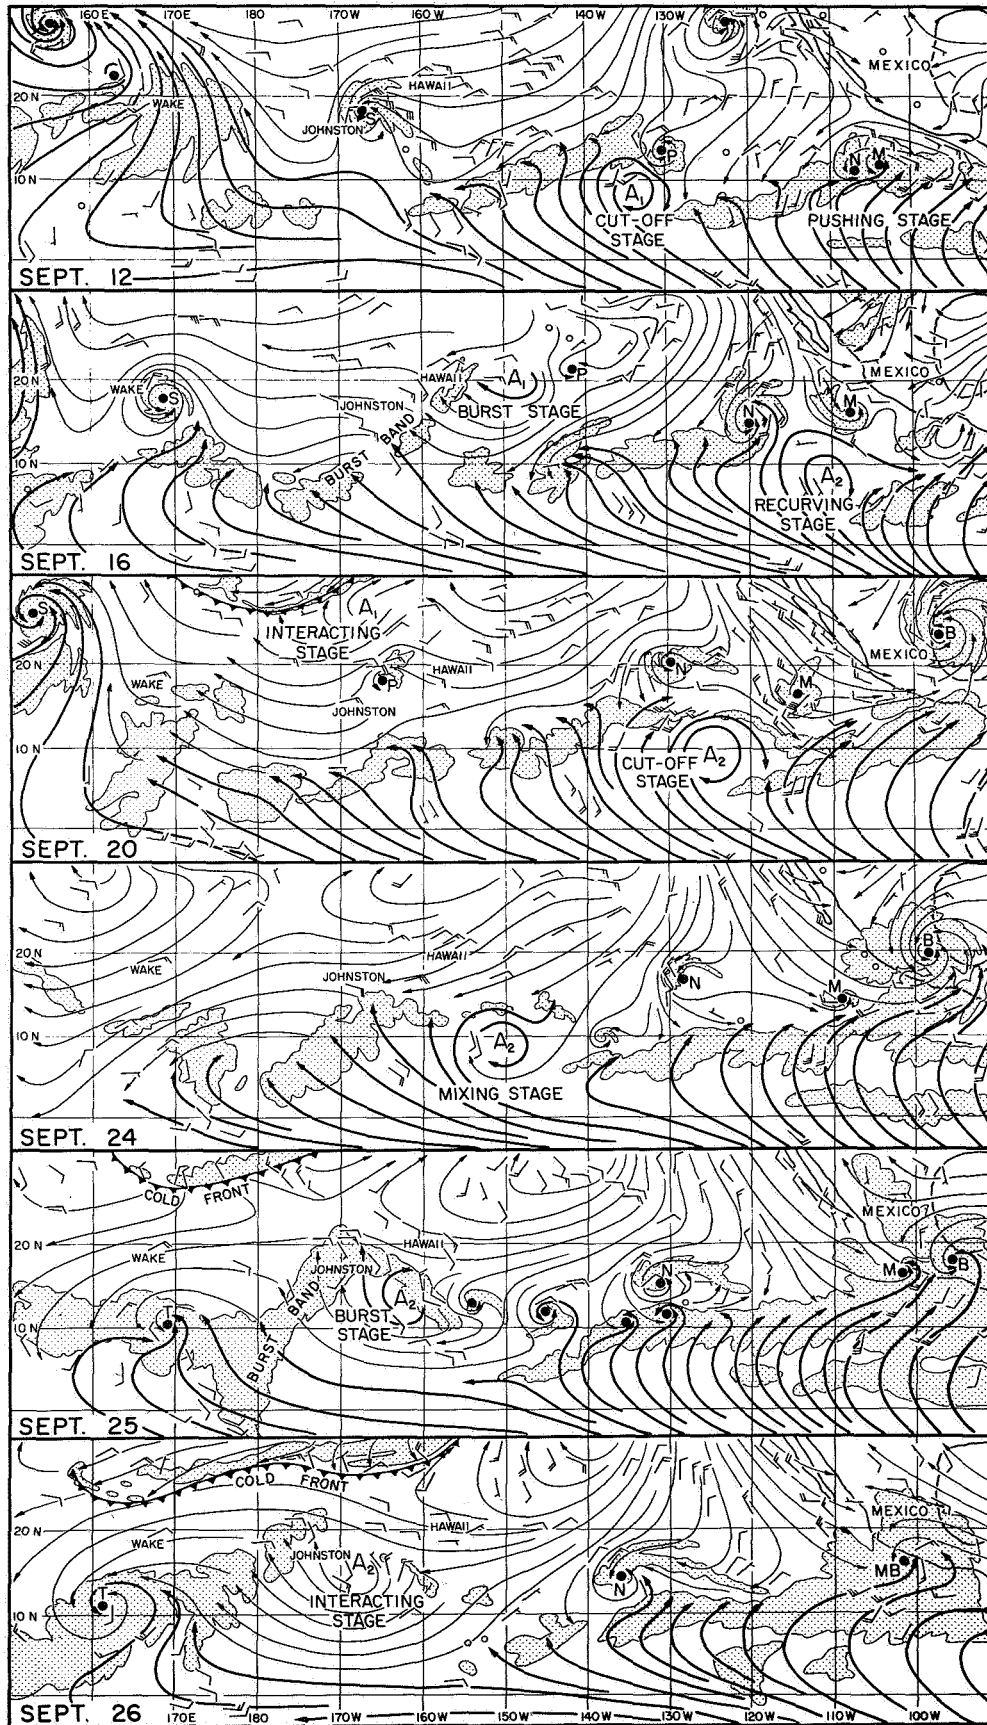 160E 170E 180 170W 160W 150W 140W 130W 120W 110W 100W
MEXICO
20N
WAKE
HAWAII
JOHNSTON
S
P
N M
10N
A1
CUT-OFF
STAGE
PUSHING STAGE
SEPT. 12
MEXICO
20N
WAKE
HAWAII
A1
P
S
JOHNSTON
BURST STAGE
N
M
BURST BAND
10N
A2
RECURVING
STAGE
SEPT. 16
S
A1
INTERACTING
STAGE
B
20N
MEXICO
WAKE
P
HAWAII
N
M
JOHNSTON
10N
CUT-OFF
STAGE
A2
SEPT. 20
B
20N
WAKE
HAWAII
JOHNSTON
N
M
10N
A2
MIXING STAGE
SEPT. 24
COLD FRONT
MEXICO
20N
WAKE
HAWAII
JOHNSTON
N
M
B
BURST BAND
A2
BURST
STAGE
T
10N
SEPT. 25
COLD FRONT
MEXICO
20N
WAKE
HAWAII
JOHNSTON
A2
MB
N
T
INTERACTING
STAGE
10N
SEPT. 26
170E 180 170W 160W 150W 140W 130W 120W 110W 100W